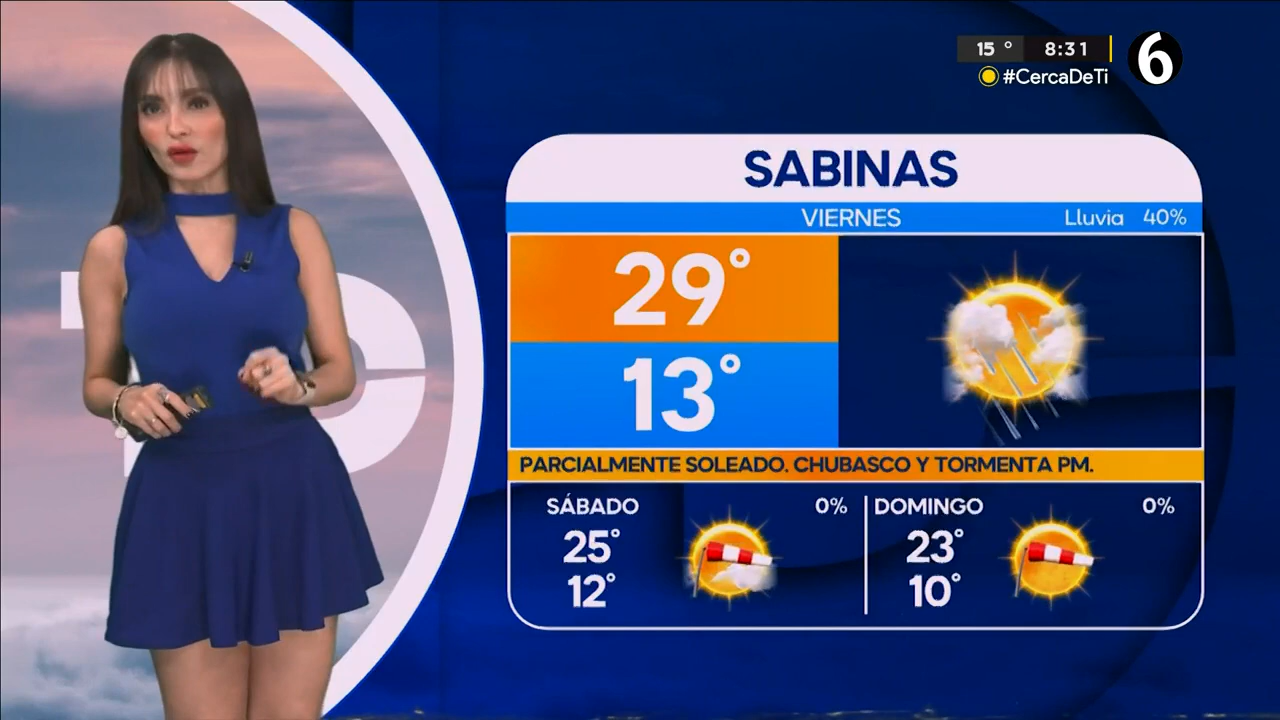 15 ° 8:31
6
#CercaDeTi
SABINAS
VIERNES Lluvia 40%
29°
13°
PARCIALMENTE SOLEADO. CHUBASCO Y TORMENTA PM.
SÁBADO 0% DOMINGO 0%
25° 23°
12° 10°